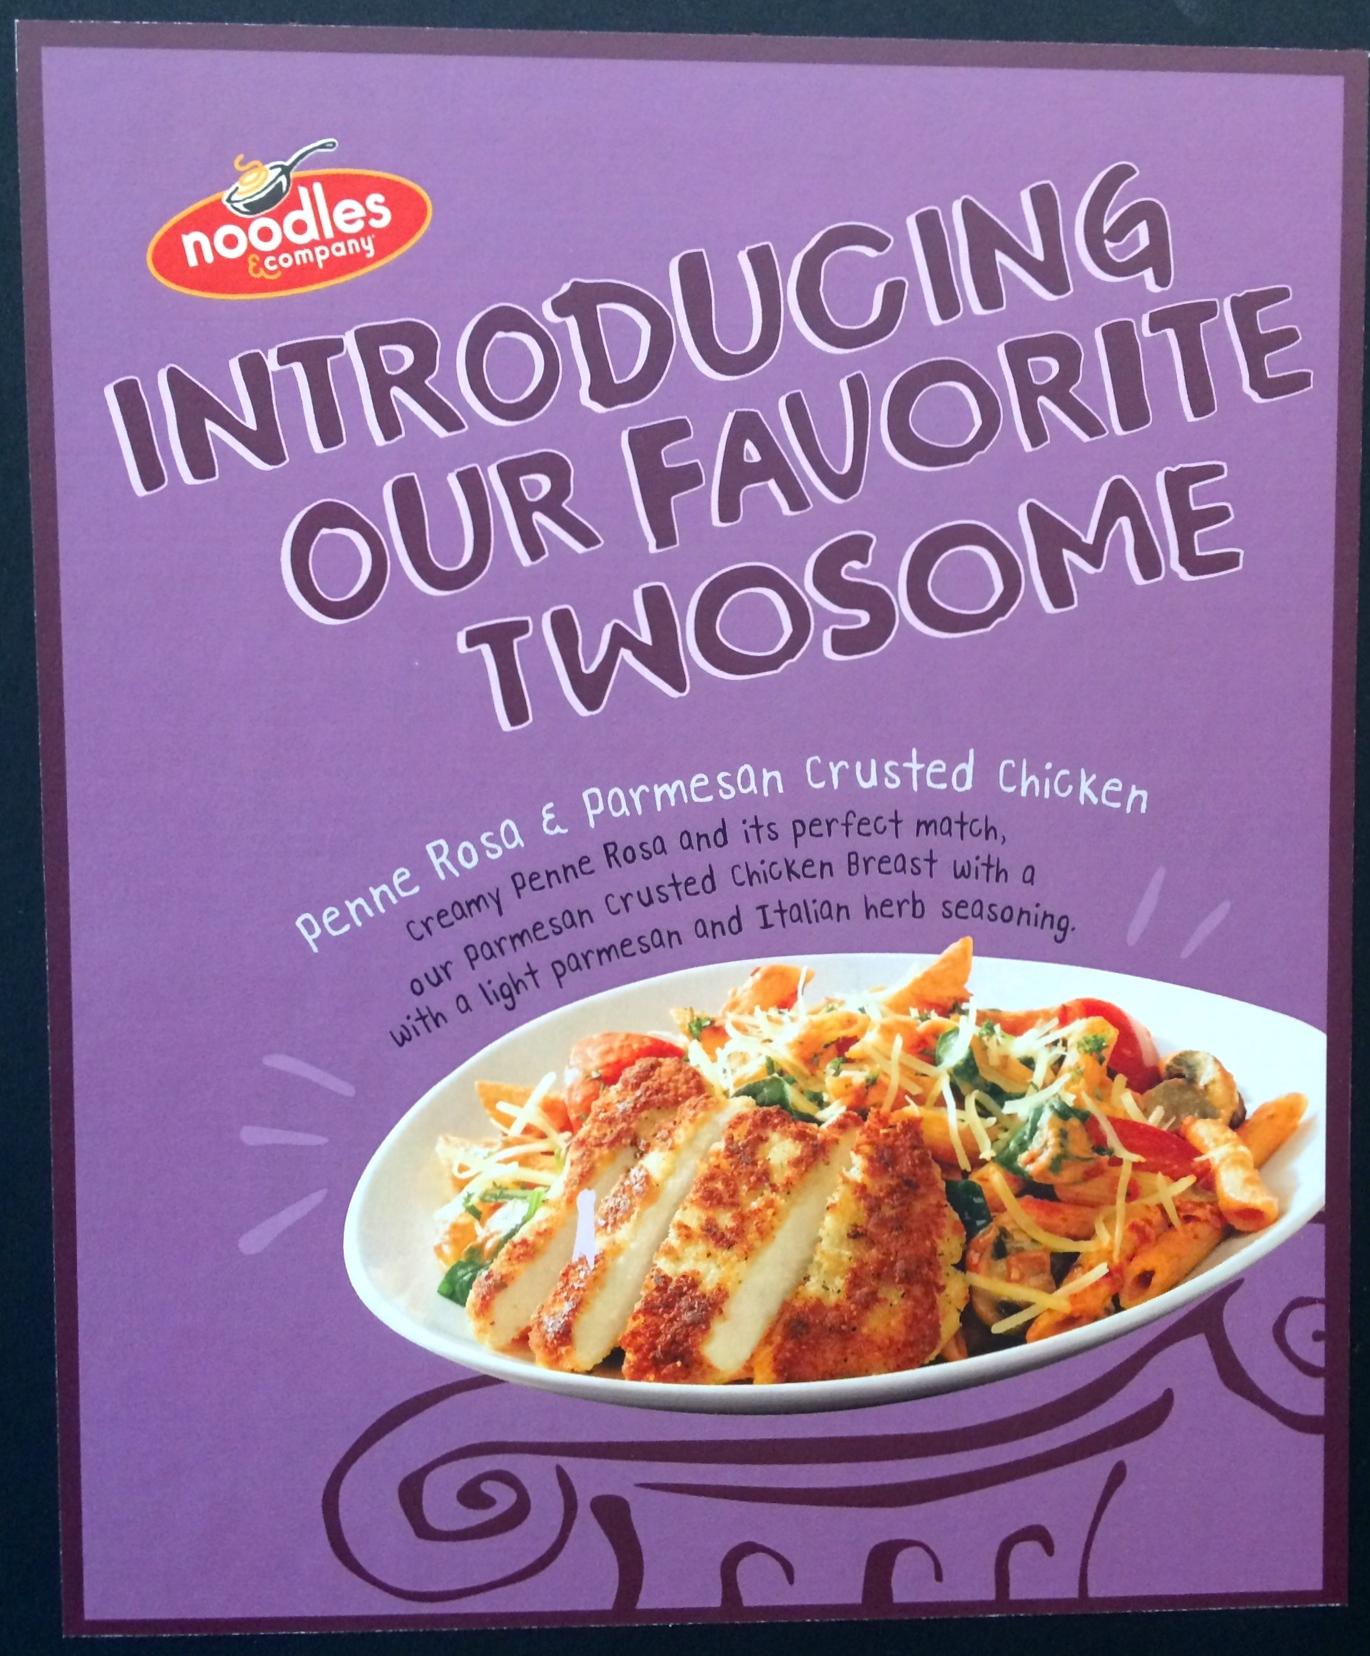 noodles
&company
INTRODUCING
OUR FAVORITE
TWOSOME
Penne Rosa & Parmesan Crusted Chicken
Creamy Penne Rosa and its perfect match,
our Parmesan Crusted Chicken Breast with a
with a light parmesan and Italian herb seasoning.